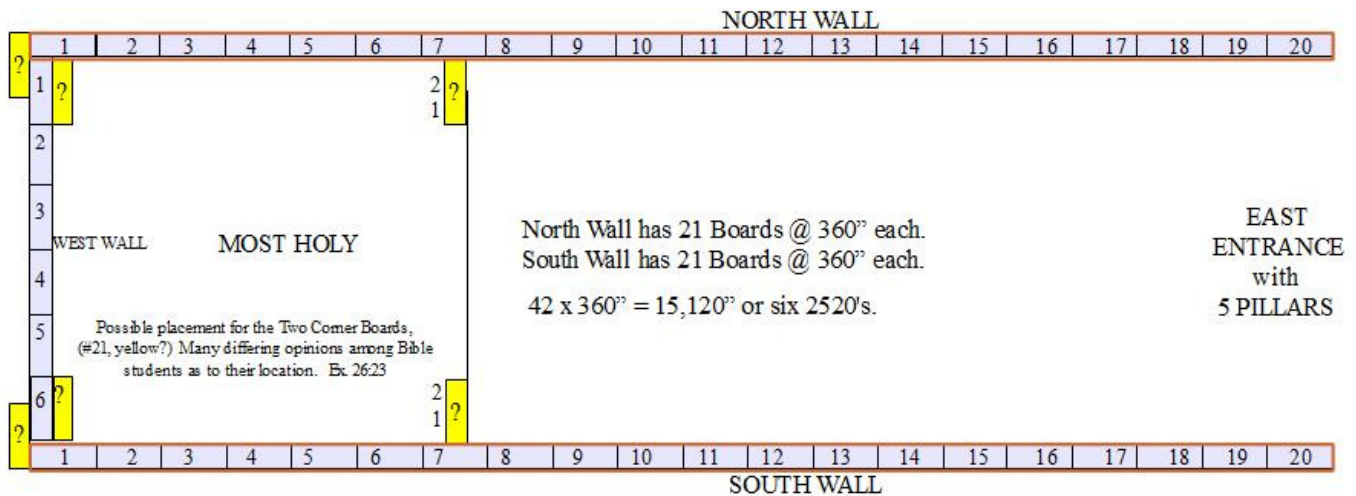 NORTH WALL
1 2 3 4 5 6 7 8 9 10 11 12 13 14 15 16 17 18 19 20
?
1 ? 2 1 ?
2
3
WEST WALL
MOST HOLY
4
5
6
Possible placement for the Two Corner Boards,
(#21, yellow?) Many differing opinions among Bible
students as to their location. Ex. 26:23
North Wall has 21 Boards @ 360” each.
South Wall has 21 Boards @ 360” each.
42 x 360” = 15,120” or six 2520's.
EAST
ENTRANCE
with
5 PILLARS
? 2 1 ?
?
1 2 3 4 5 6 7 8 9 10 11 12 13 14 15 16 17 18 19 20
SOUTH WALL